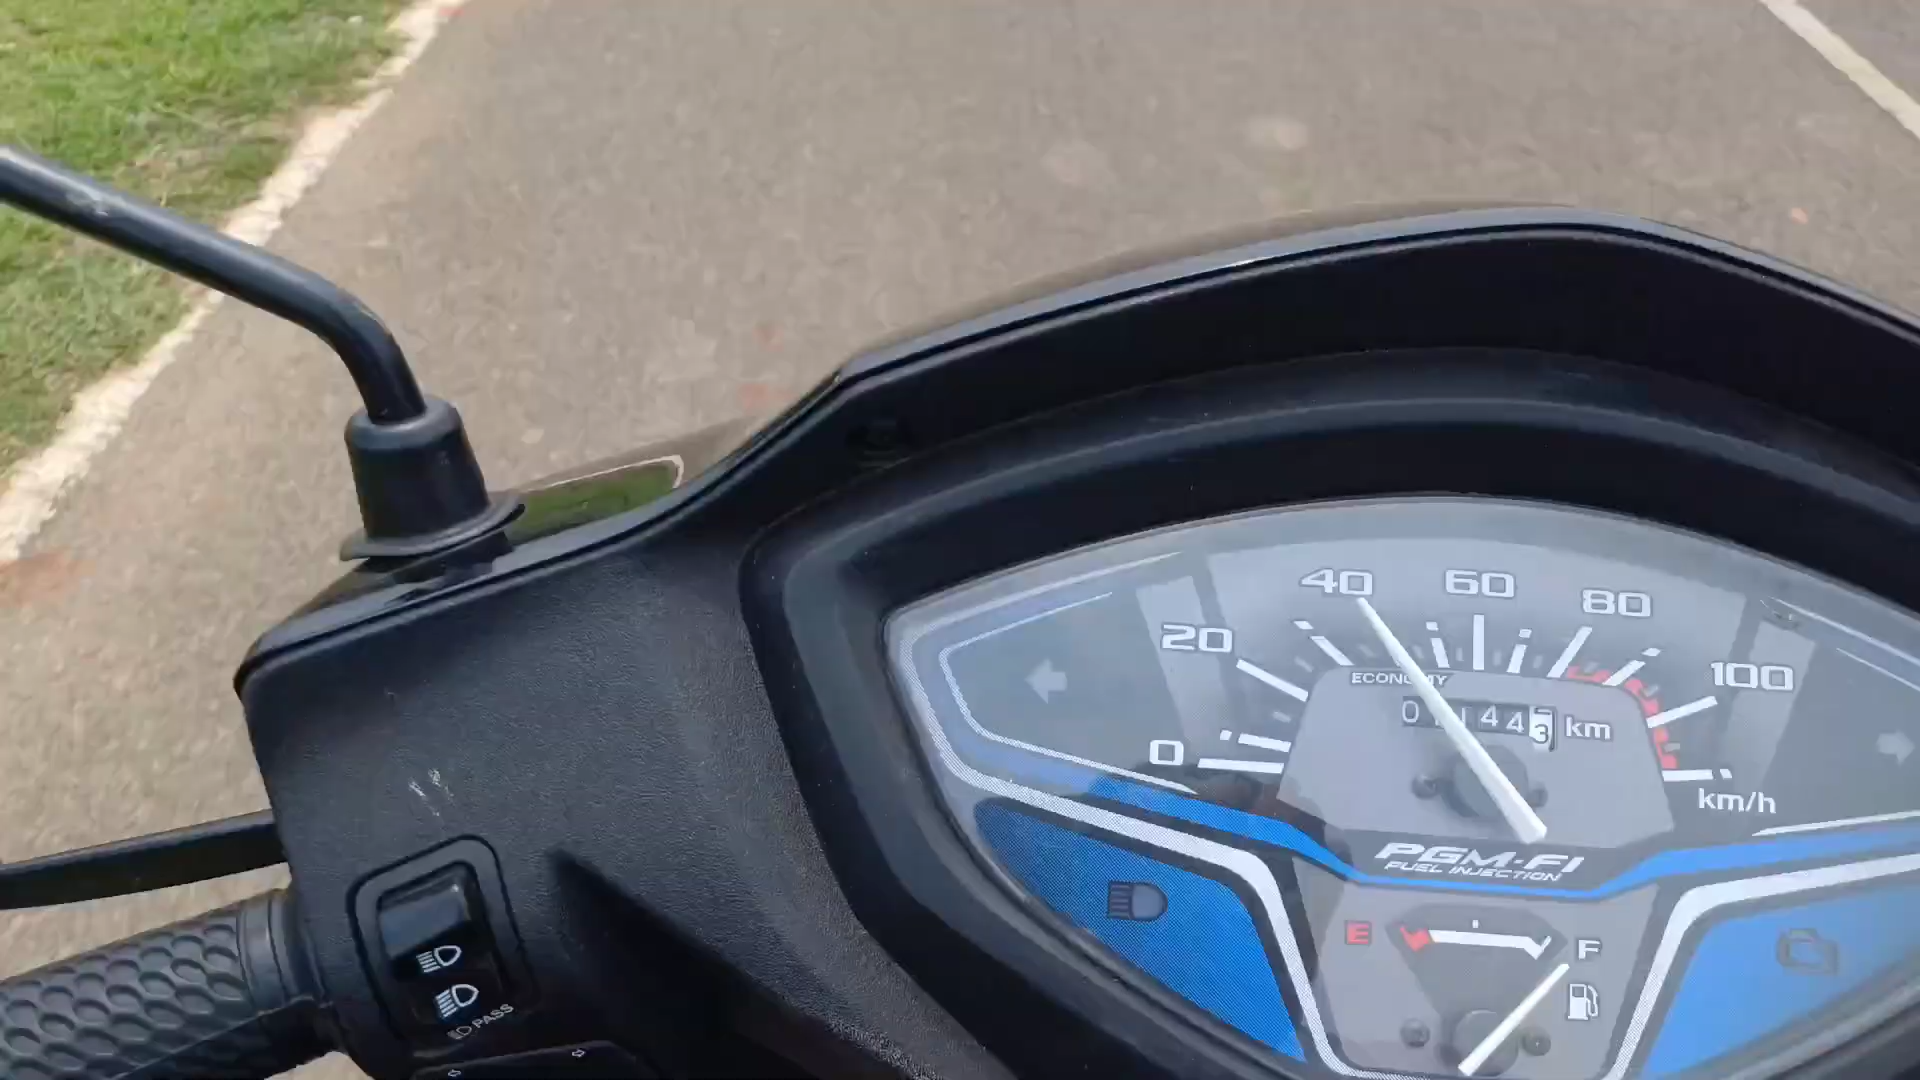 40 60 80
20 100
ECONOMY
km
0
km/h
PGM-FI
FUEL INJECTION
E F
PASS